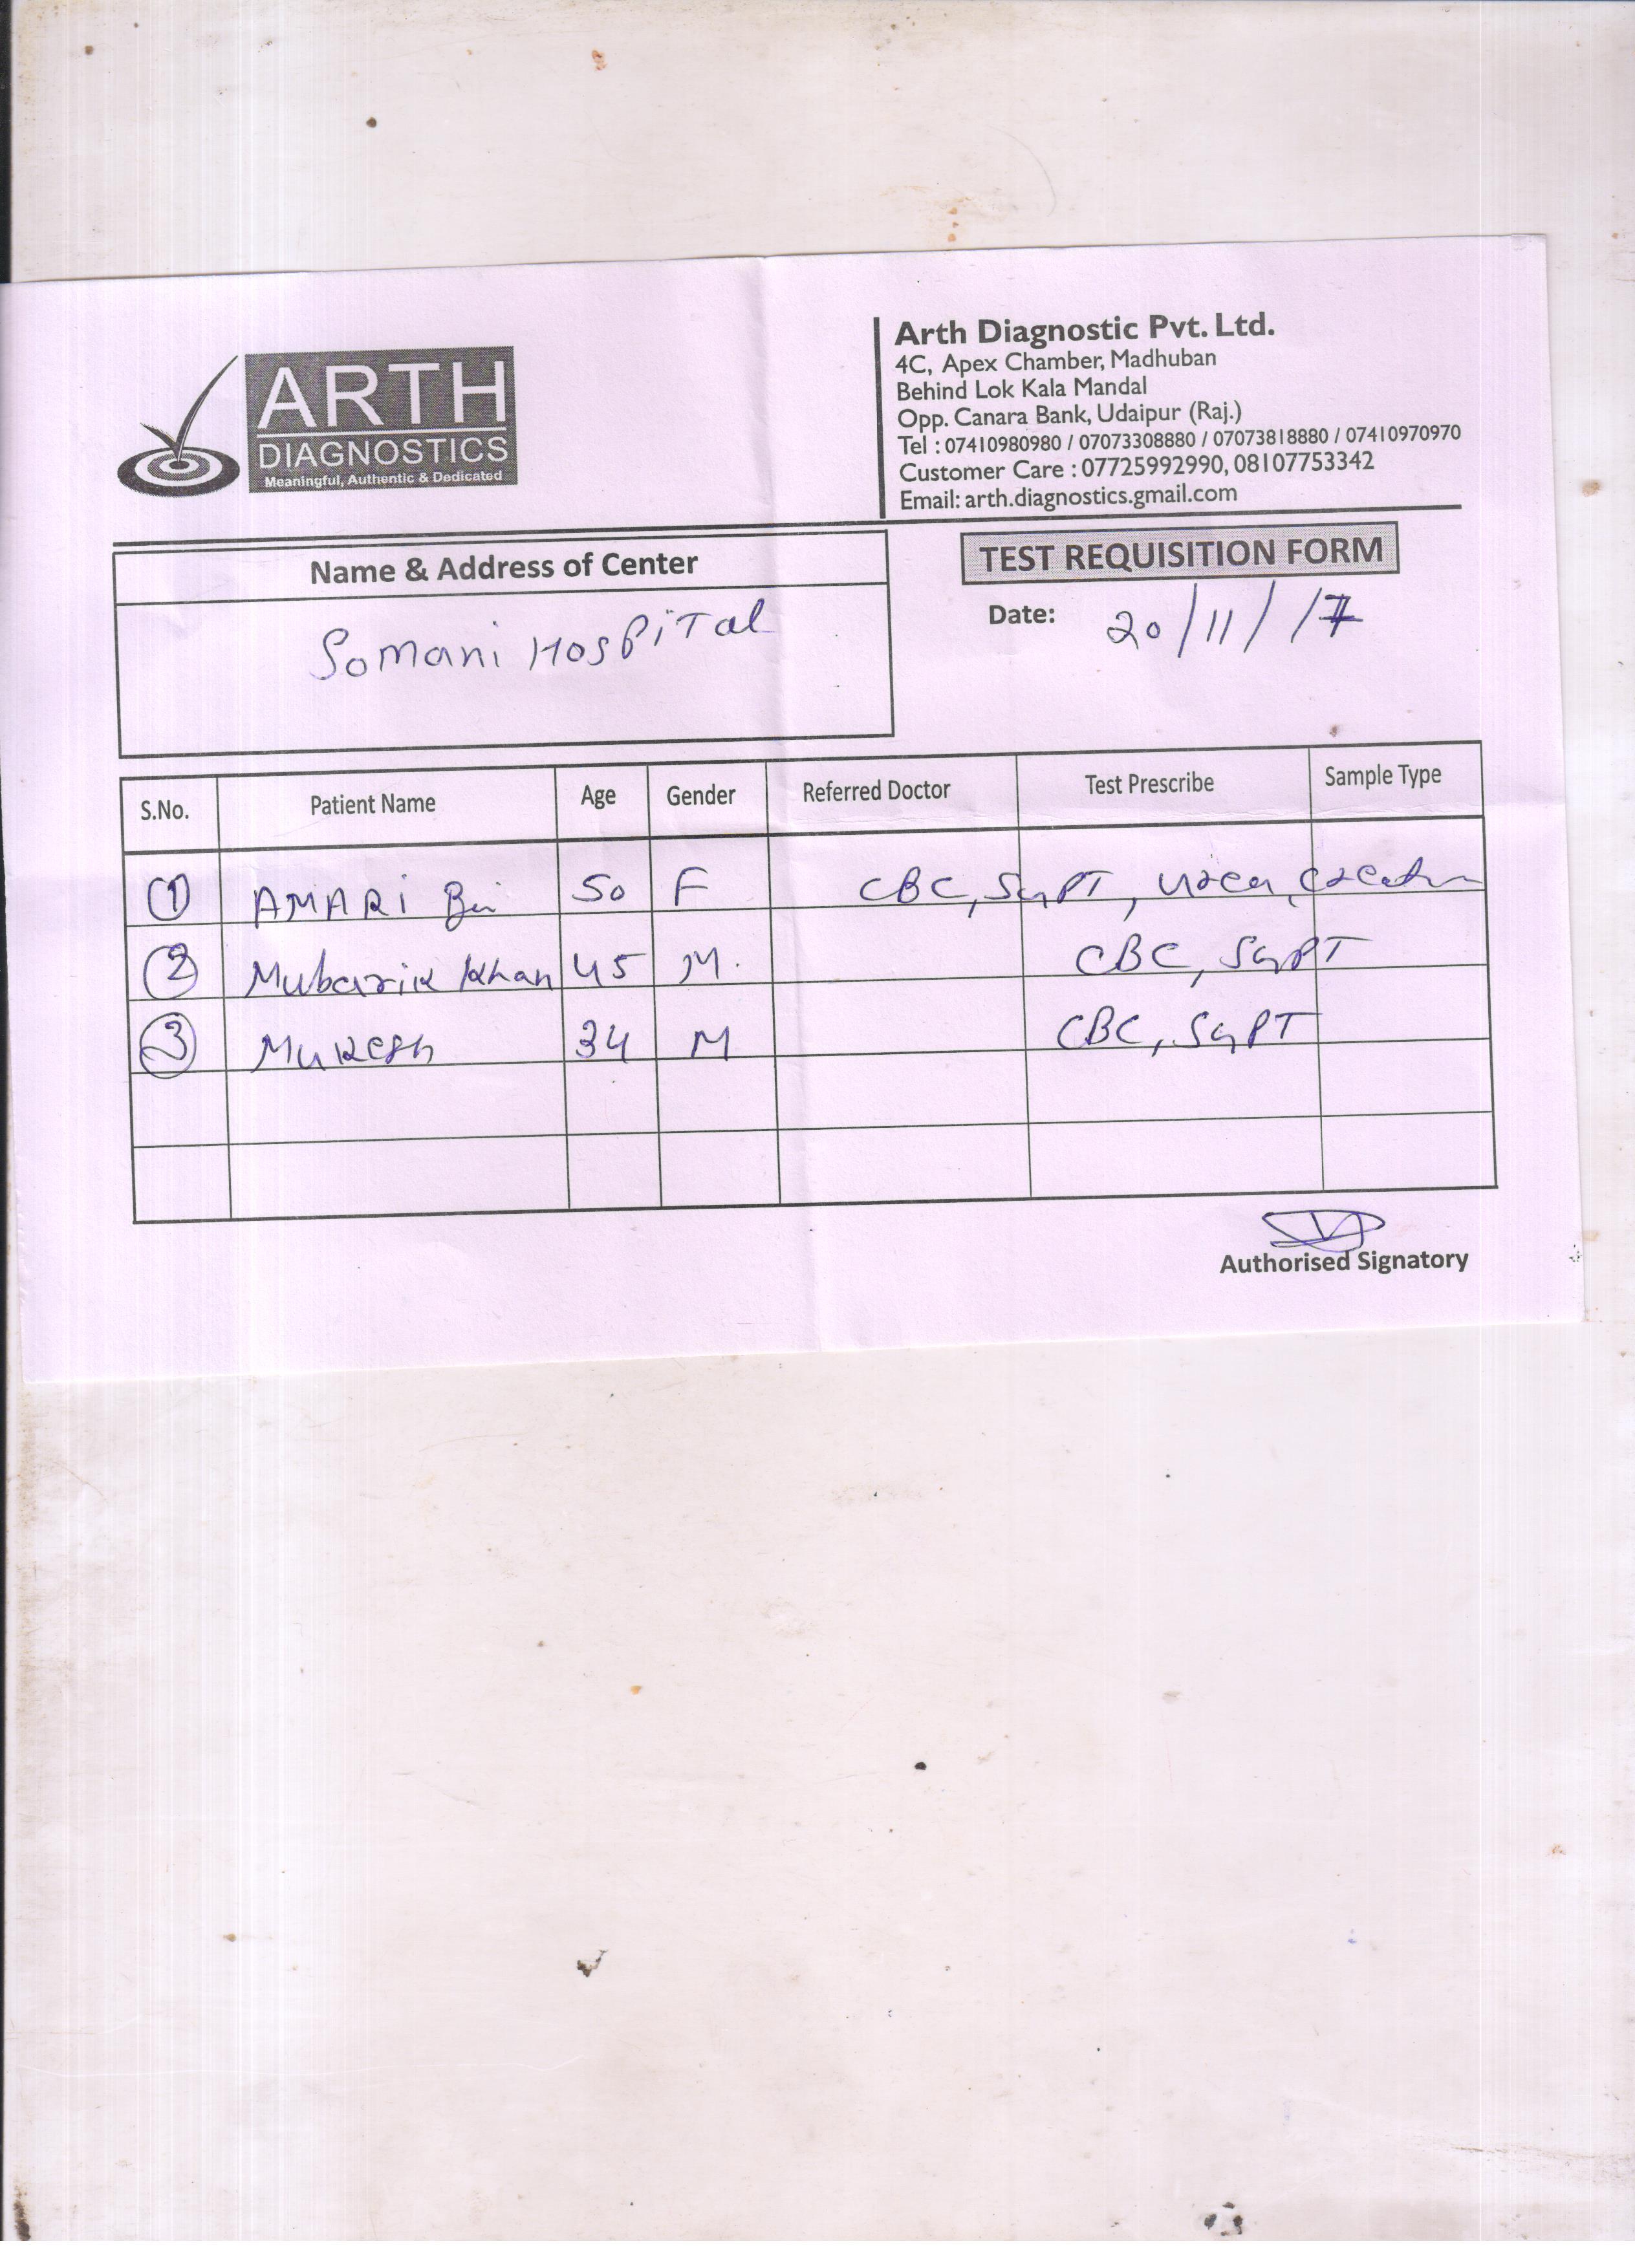 ARTH
DIAGNOSTICS
Meaningful, Authentic & Dedicated
Arth Diagnostic Pvt. Ltd.
4C, Apex Chamber, Madhuban
Behind Lok Kala Mandal
Opp. Canara Bank, Udaipur (Raj.)
Tel : 07410980980 / 07073308880 / 07073818880 / 07410970970
Customer Care : 07725992990, 08107753342
Email: arth.diagnostics.gmail.com
Name & Address of Center
Somani Hospital
TEST REQUISITION FORM
Date: 20/11/17
S.No. Patient Name Age Gender Referred Doctor Test Prescribe Sample Type
1 AMARI Bai 50 F CBC, SGPT, Urea,
2 Mubarik Khan 45 M. CBC, SGPT
3 Mukesh 34 M CBC, SGPT
Authorised Signatory